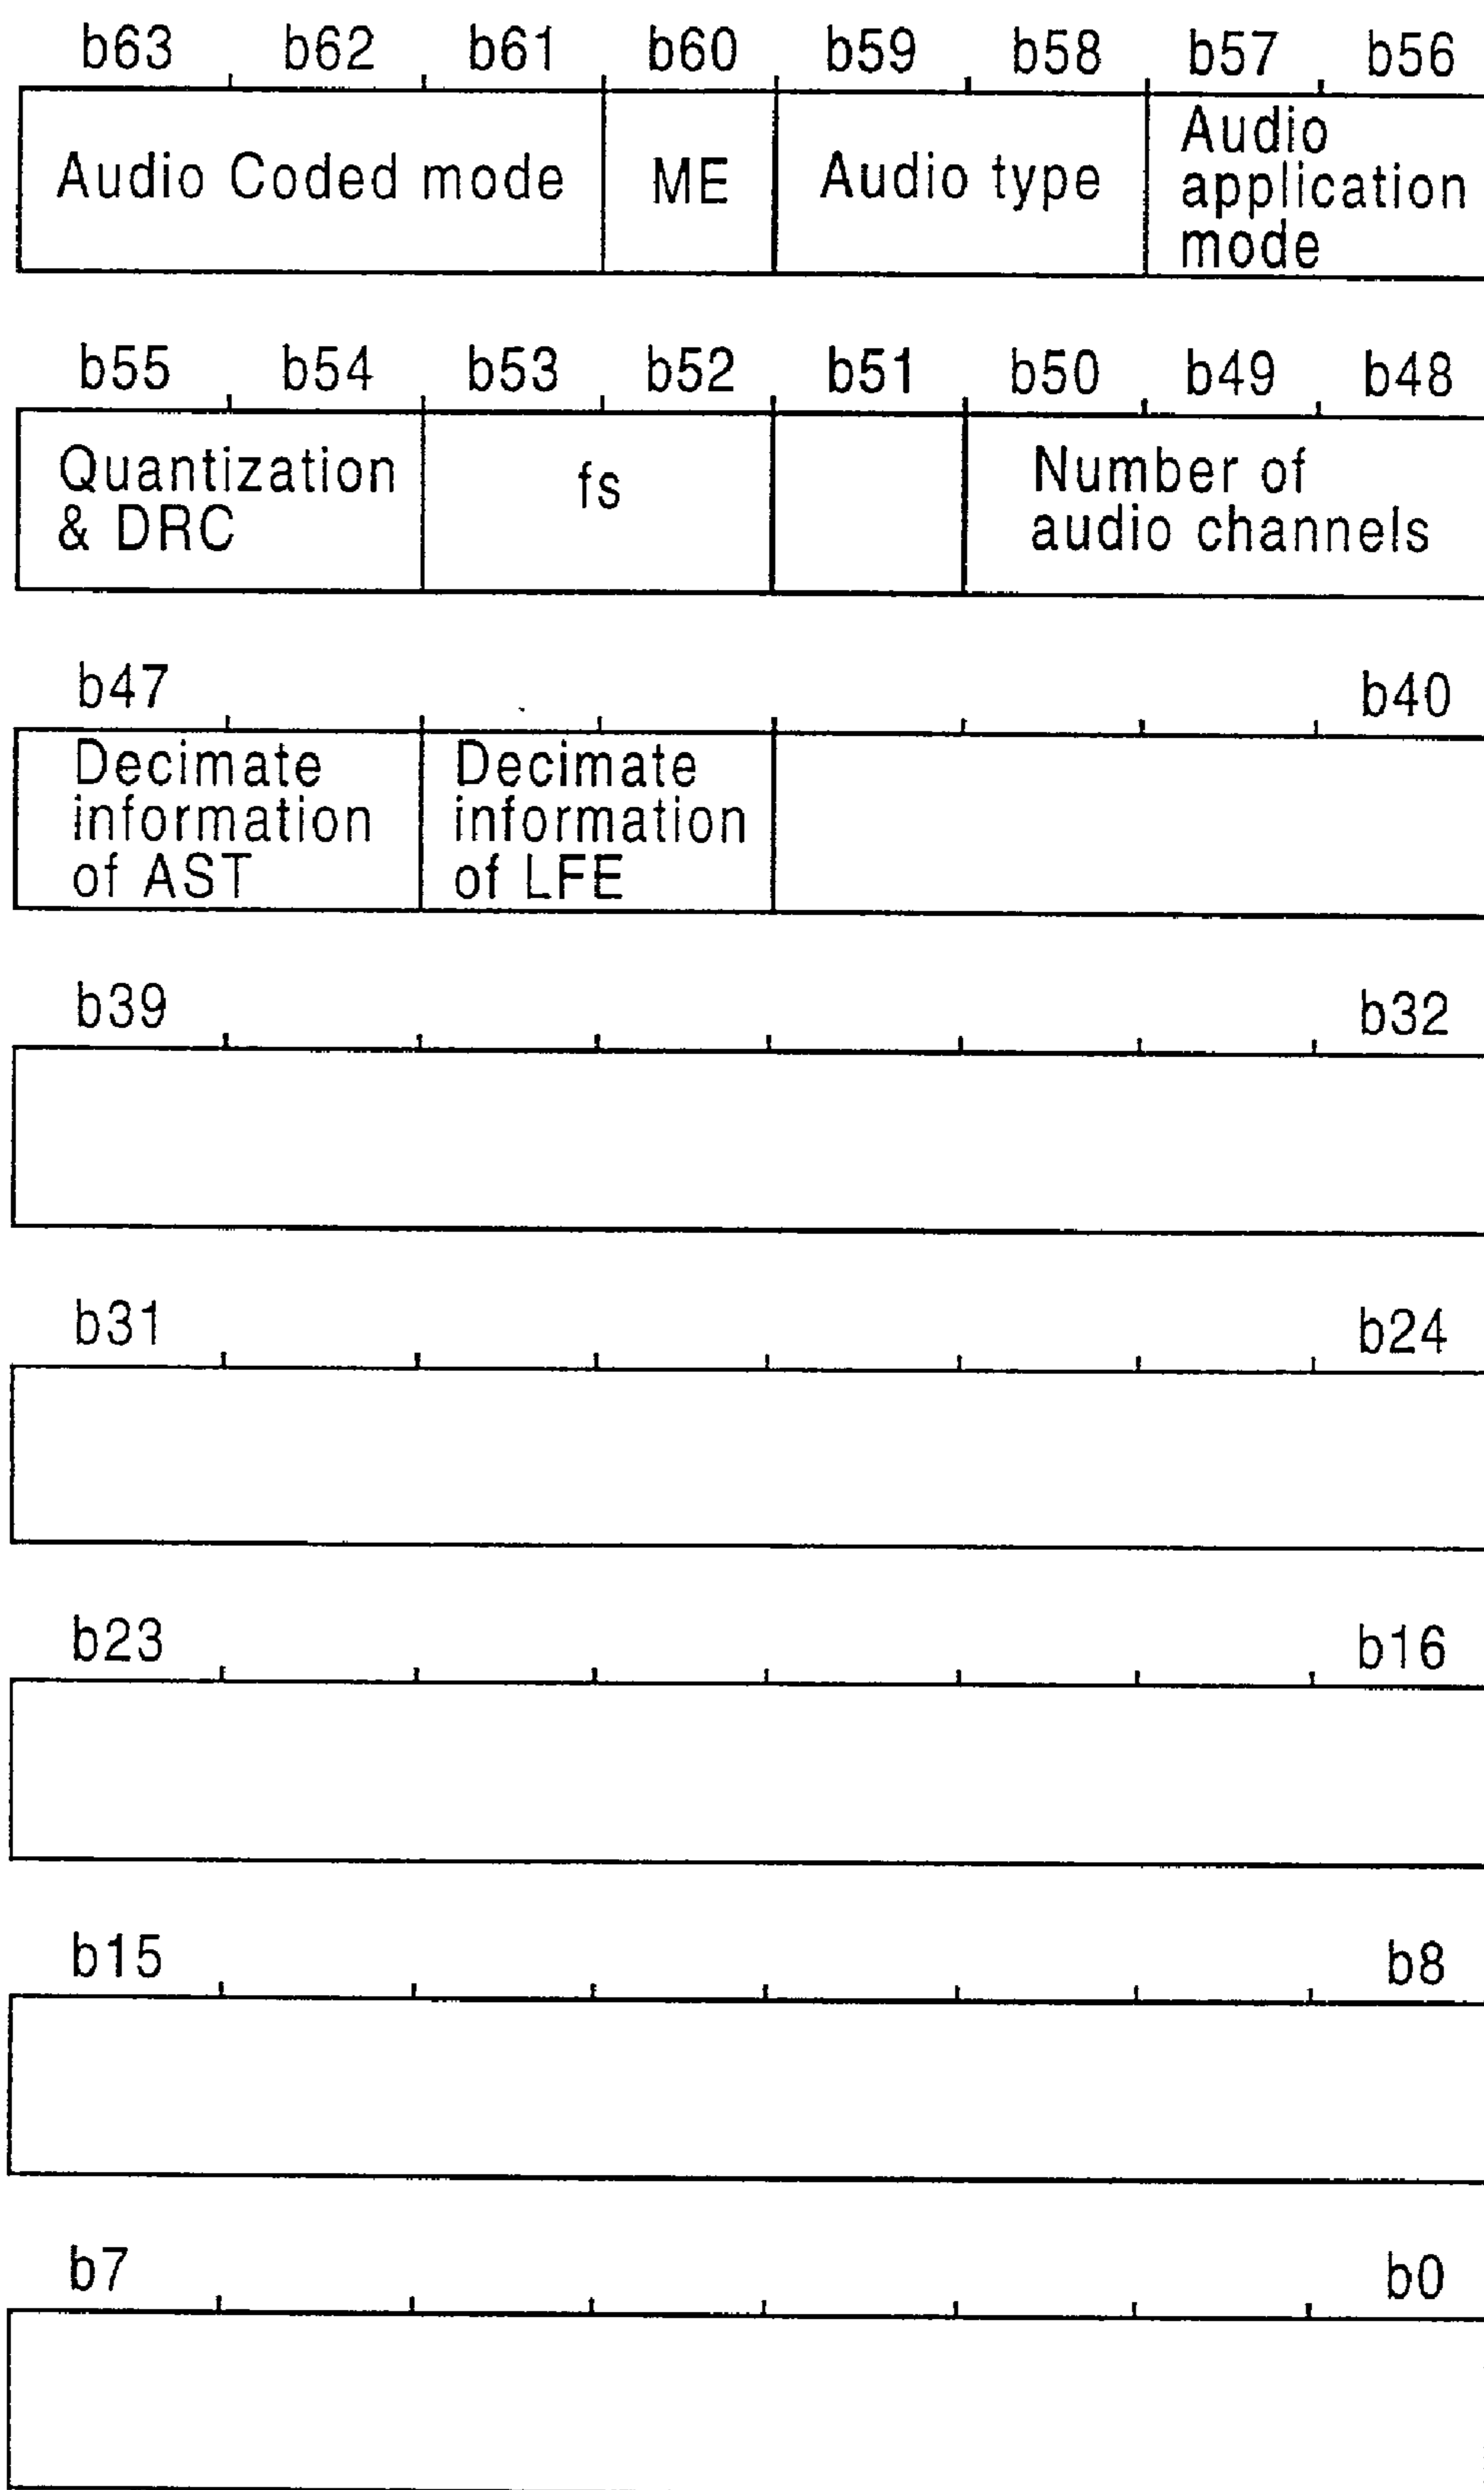 b63 b62 b61 b60 b59 b58 b57 b56
Audio Coded mode
ME
Audio type
Audio
application
mode
b55 b54 b53 b52 b51 b50 b49 b48
Quantization
& DRC
fs
Number of
audio channels
b47 b40
Decimate
information
of AST
Decimate
information
of LFE
b39 b32
b31 b24
b23 b16
b15 b8
b7 b0